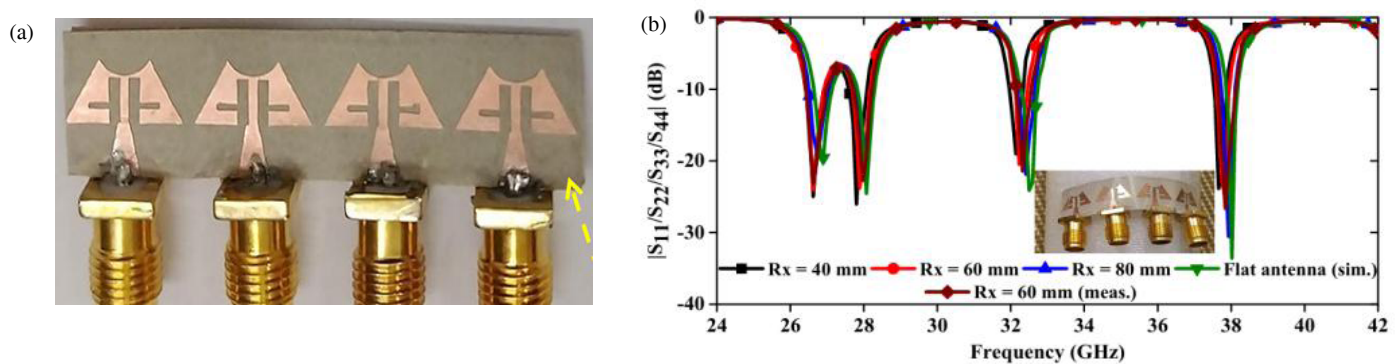 (a)
(b)
|S11/S22/S33/S44| (dB)
0
-10
-20
-30
-40
Rx = 40 mm
Rx = 60 mm
Rx = 80 mm
Flat antenna (sim.)
Rx = 60 mm (meas.)
24 26 28 30 32 34 36 38 40 42
Frequency (GHz)